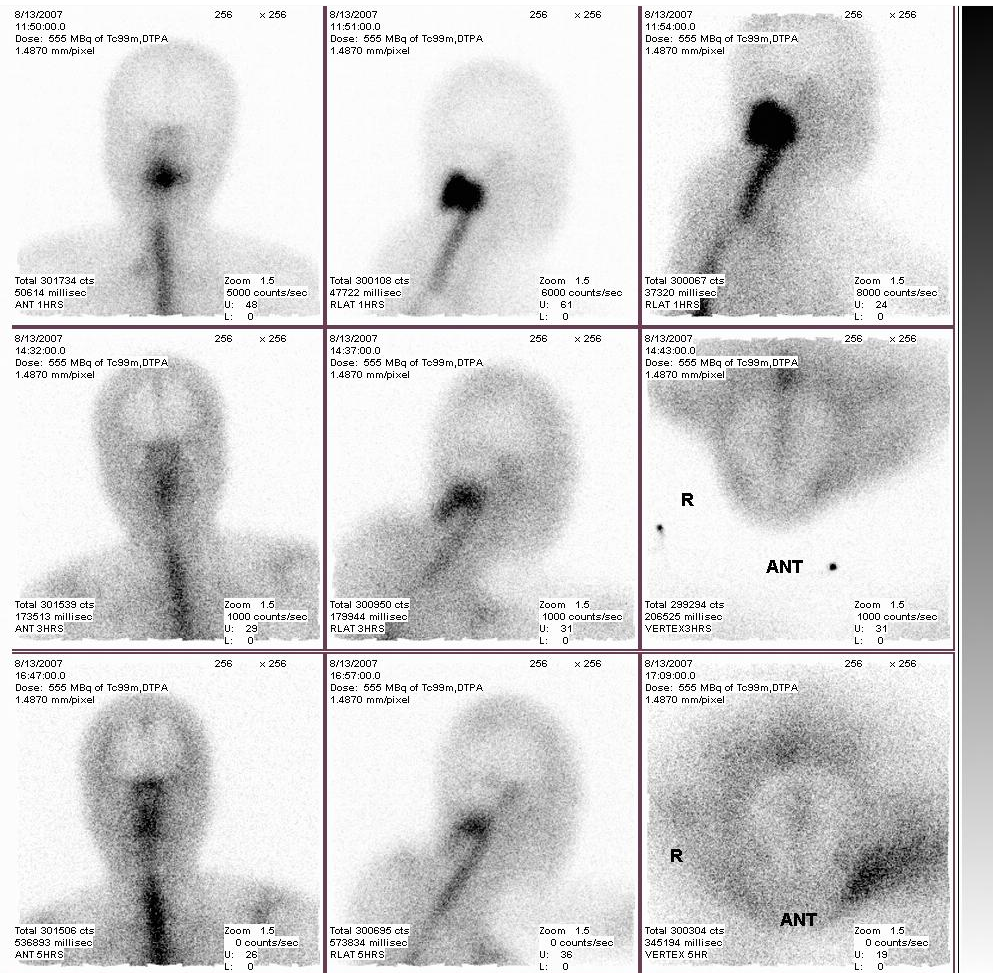 8/13/2007 256 x 256
11:50:00.0
Dose: 555 MBq of Tc99m,DTPA
1.4870 mm/pixel
Total 301734 cts Zoom 1.5
50614 millisec 5000 counts/sec
ANT 1HRS U: 48
L: 0
8/13/2007 256 x 256
11:51:00.0
Dose: 555 MBq of Tc99m,DTPA
1.4870 mm/pixel
Total 300108 cts Zoom 1.5
47722 millisec 6000 counts/sec
RLAT 1HRS U: 61
L: 0
8/13/2007 256 x 256
11:54:00.0
Dose: 555 MBq of Tc99m,DTPA
1.4870 mm/pixel
Total 300067 cts Zoom 1.5
37320 millisec 8000 counts/sec
RLAT 1HRS U: 24
L: 0
8/13/2007 256 x 256
14:32:00.0
Dose: 555 MBq of Tc99m,DTPA
1.4870 mm/pixel
Total 301539 cts Zoom 1.5
173513 millisec 1000 counts/sec
ANT 3HRS U: 29
L: 0
8/13/2007 256 x 256
14:37:00.0
Dose: 555 MBq of Tc99m,DTPA
1.4870 mm/pixel
Total 300950 cts Zoom 1.5
179944 millisec 1000 counts/sec
RLAT 3HRS U: 31
L: 0
8/13/2007 256 x 256
14:43:00.0
Dose: 555 MBq of Tc99m,DTPA
1.4870 mm/pixel
R
ANT
Total 299294 cts Zoom 1.5
206525 millisec 1000 counts/sec
VERTEX3HRS U: 31
L: 0
8/13/2007 256 x 256
16:47:00.0
Dose: 555 MBq of Tc99m,DTPA
1.4870 mm/pixel
Total 301506 cts Zoom 1.5
536893 millisec 0 counts/sec
ANT 5HRS U: 26
L: 0
8/13/2007 256 x 256
16:57:00.0
Dose: 555 MBq of Tc99m,DTPA
1.4870 mm/pixel
Total 300695 cts Zoom 1.5
573834 millisec 0 counts/sec
RLAT 5HRS U: 36
L: 0
8/13/2007 256 x 256
17:09:00.0
Dose: 555 MBq of Tc99m,DTPA
1.4870 mm/pixel
R
ANT
Total 300304 cts Zoom 1.5
345194 millisec 0 counts/sec
VERTEX 5HR U: 19
L: 0